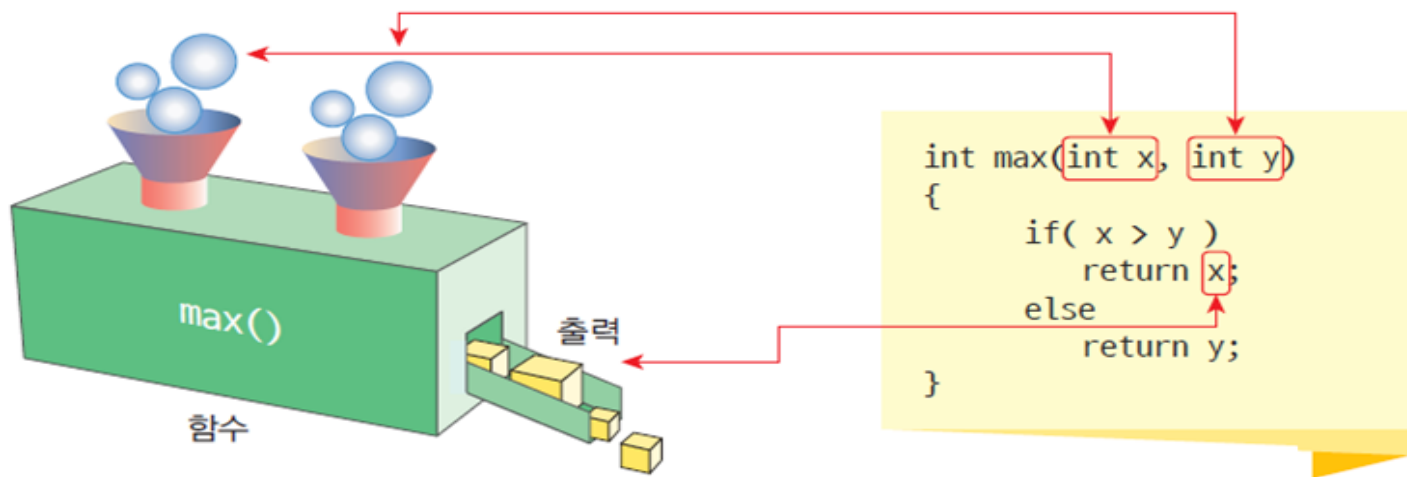 max()
함수
출력
int max(int x, int y)
{
if( x > y )
return x;
else
return y;
}